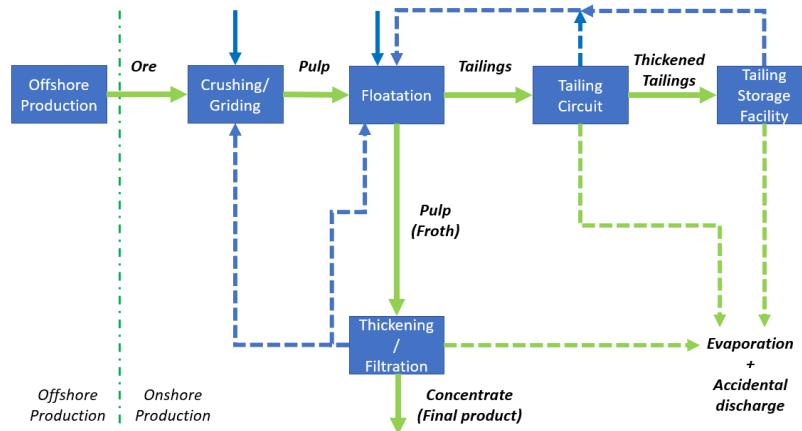 Ore
Pulp
Tailings
Thickened
Tailings
Offshore
Production
Crushing/
Griding
Floatation
Tailing
Circuit
Tailing
Storage
Facility
Pulp
(Froth)
Thickening
/
Filtration
Evaporation
+
Accidental
discharge
Offshore
Production
Onshore
Production
Concentrate
(Final product)